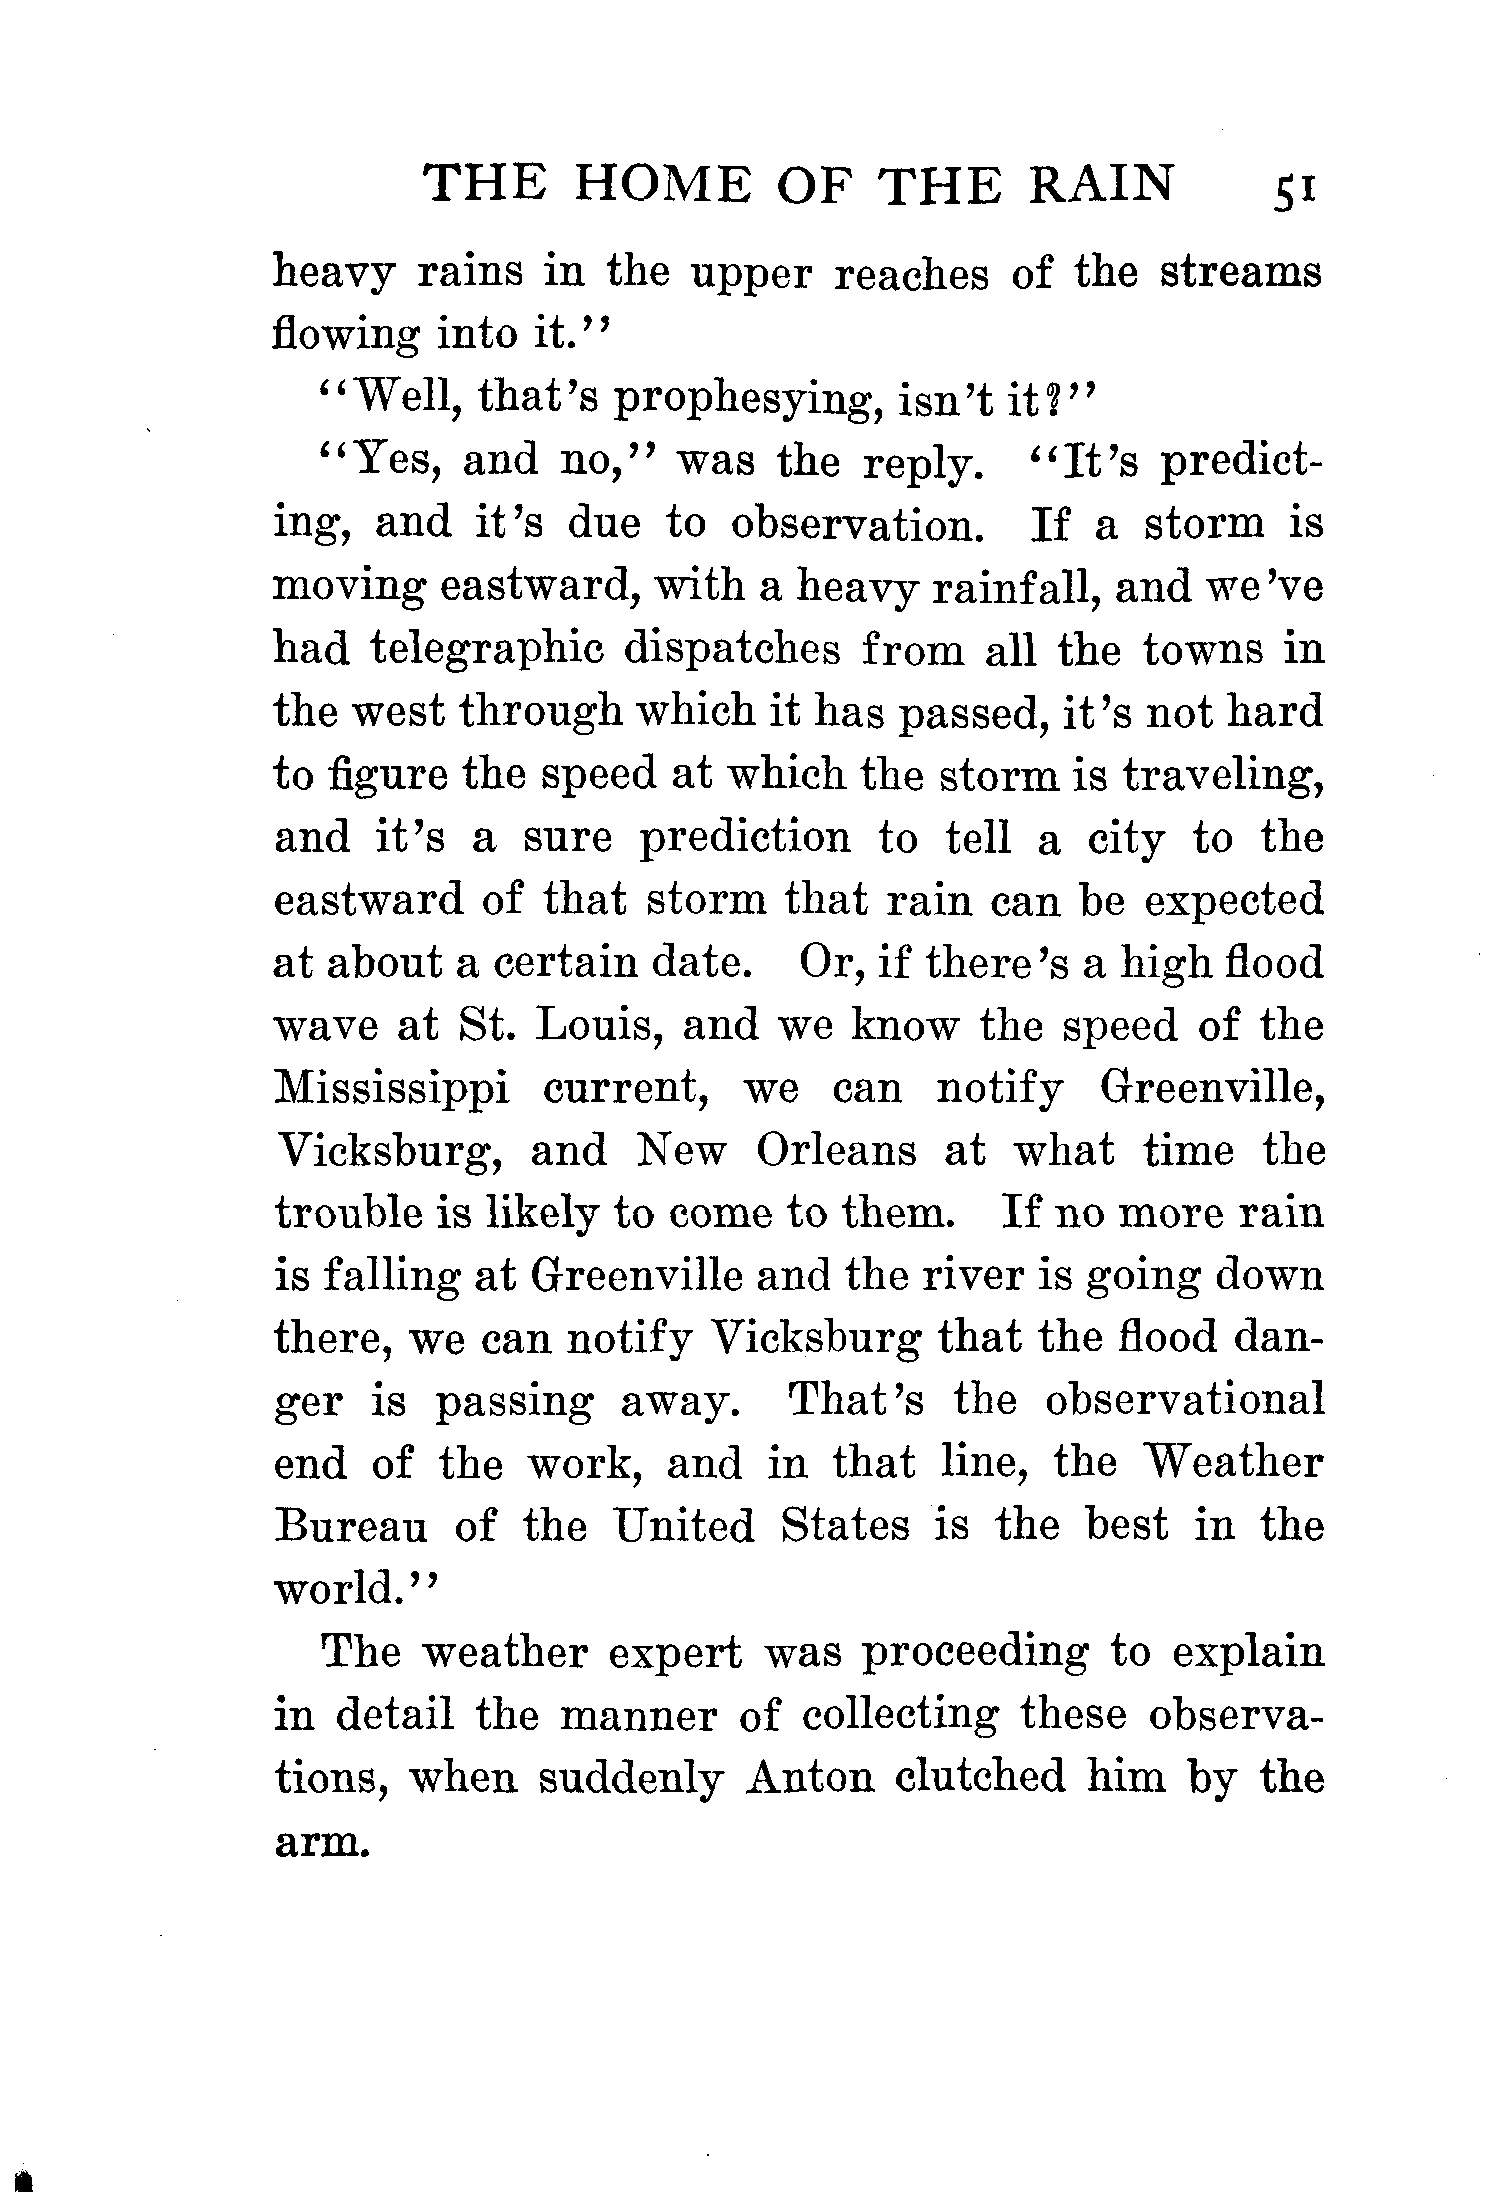 THE HOME OF THE RAIN 51
heavy rains in the upper reaches of the streams
flowing into it."
"Well, that's prophesying, isn't it?"
"Yes, and no," was the reply. "It's predict-
ing, and it's due to observation. If a storm is
moving eastward, with a heavy rainfall, and we've
had telegraphic dispatches from all the towns in
the west through which it has passed, it's not hard
to figure the speed at which the storm is traveling,
and it's a sure prediction to tell a city to the
eastward of that storm that rain can be expected
at about a certain date. Or, if there's a high flood
wave at St. Louis, and we know the speed of the
Mississippi current, we can notify Greenville,
Vicksburg, and New Orleans at what time the
trouble is likely to come to them. If no more rain
is falling at Greenville and the river is going down
there, we can notify Vicksburg that the flood dan-
ger is passing away. That's the observational
end of the work, and in that line, the Weather
Bureau of the United States is the best in the
world."
The weather expert was proceeding to explain
in detail the manner of collecting these observa-
tions, when suddenly Anton clutched him by the
arm.